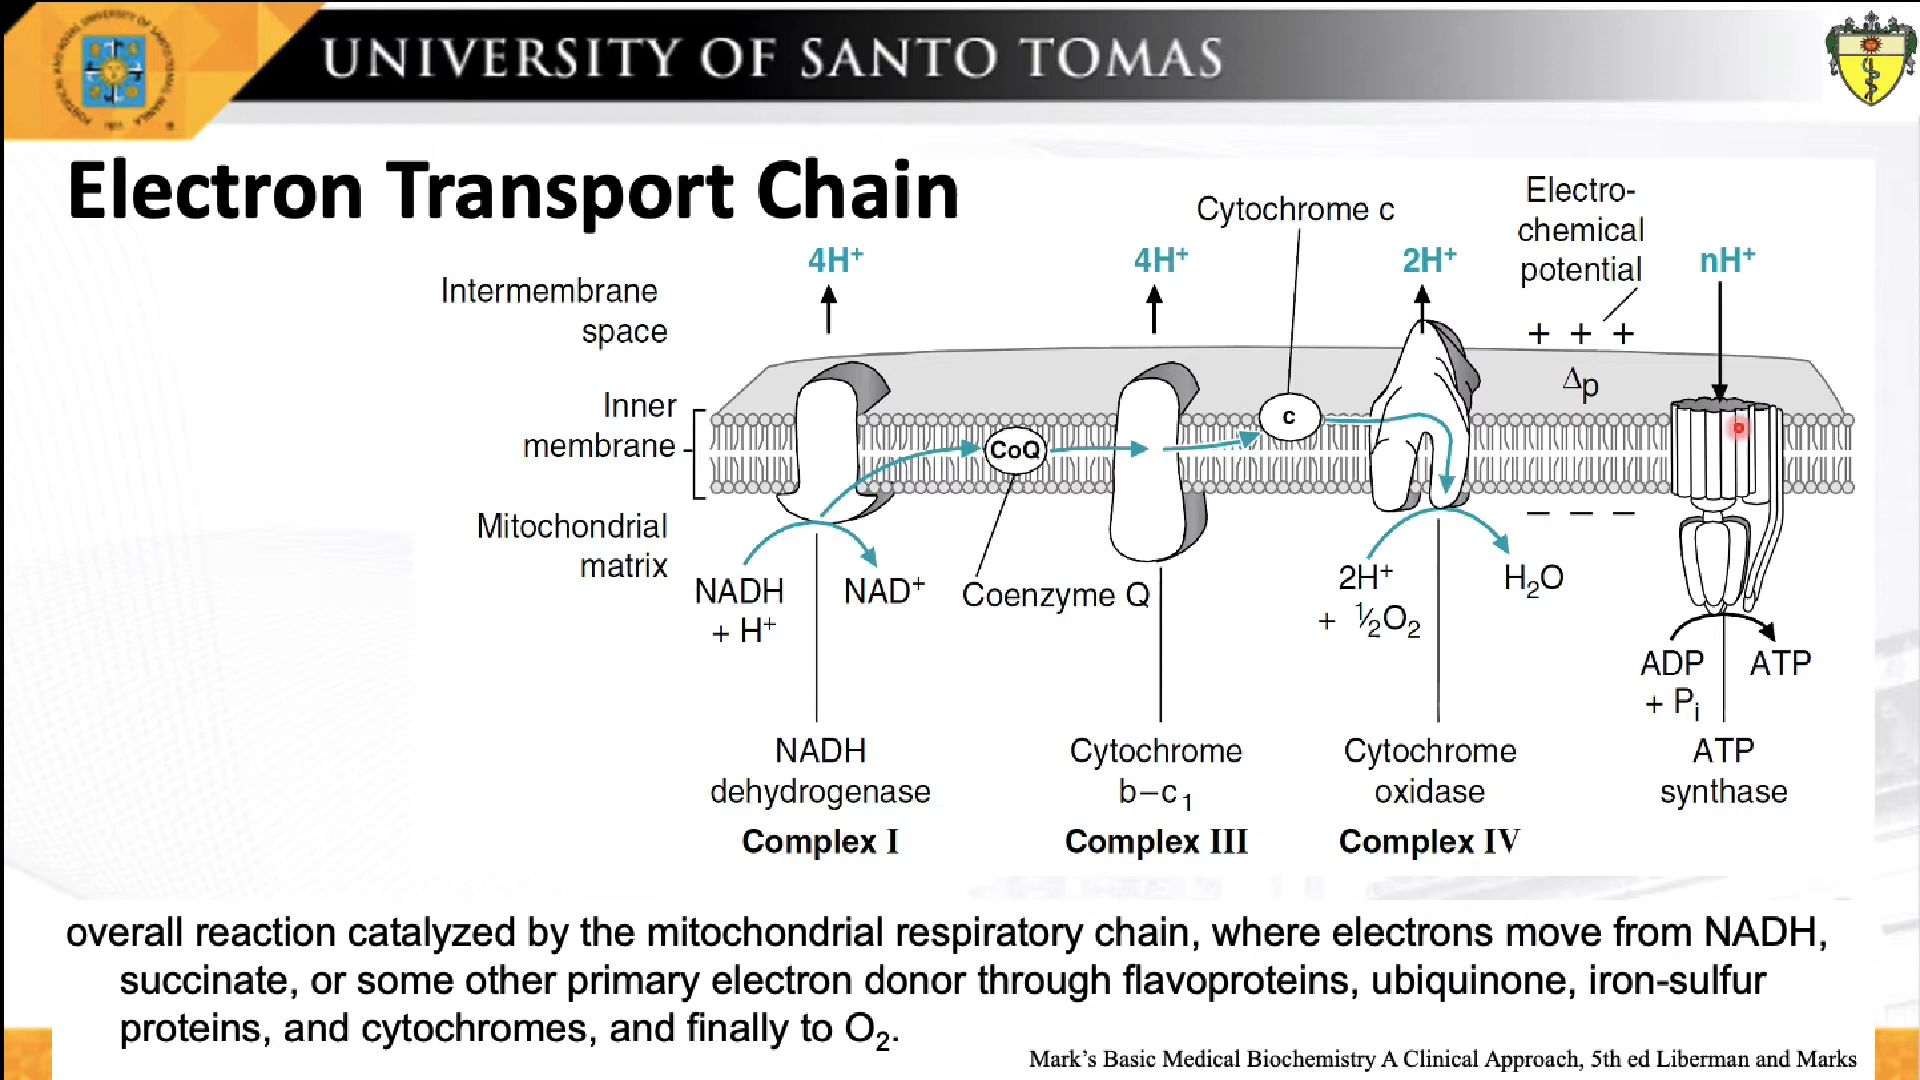 UNIVERSITY OF SANTO TOMAS
Electron Transport Chain
Cytochrome c
Electro-
chemical
potential
4H⁺
4H⁺
2H⁺
nH⁺
Intermembrane
space
+ + +
Δp
Inner
membrane
c
CoQ
Mitochondrial
matrix
– – –
NADH
+ H⁺
NAD⁺
Coenzyme Q
2H⁺
+ ½O₂
H₂O
ADP
+ Pᵢ
ATP
NADH
dehydrogenase
Complex I
Cytochrome
b–c₁
Complex III
Cytochrome
oxidase
Complex IV
ATP
synthase
overall reaction catalyzed by the mitochondrial respiratory chain, where electrons move from NADH,
succinate, or some other primary electron donor through flavoproteins, ubiquinone, iron-sulfur
proteins, and cytochromes, and finally to O₂.
Mark's Basic Medical Biochemistry A Clinical Approach, 5th ed Liberman and Marks